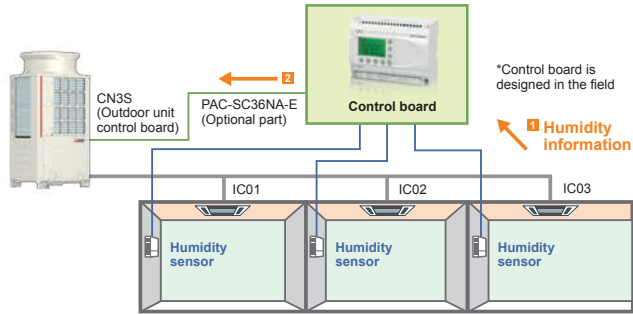 *Control board is
designed in the field
Control board
2
CN3S
(Outdoor unit
control board)
PAC-SC36NA-E
(Optional part)
1 Humidity
information
IC01
IC02
IC03
Humidity
sensor
Humidity
sensor
Humidity
sensor